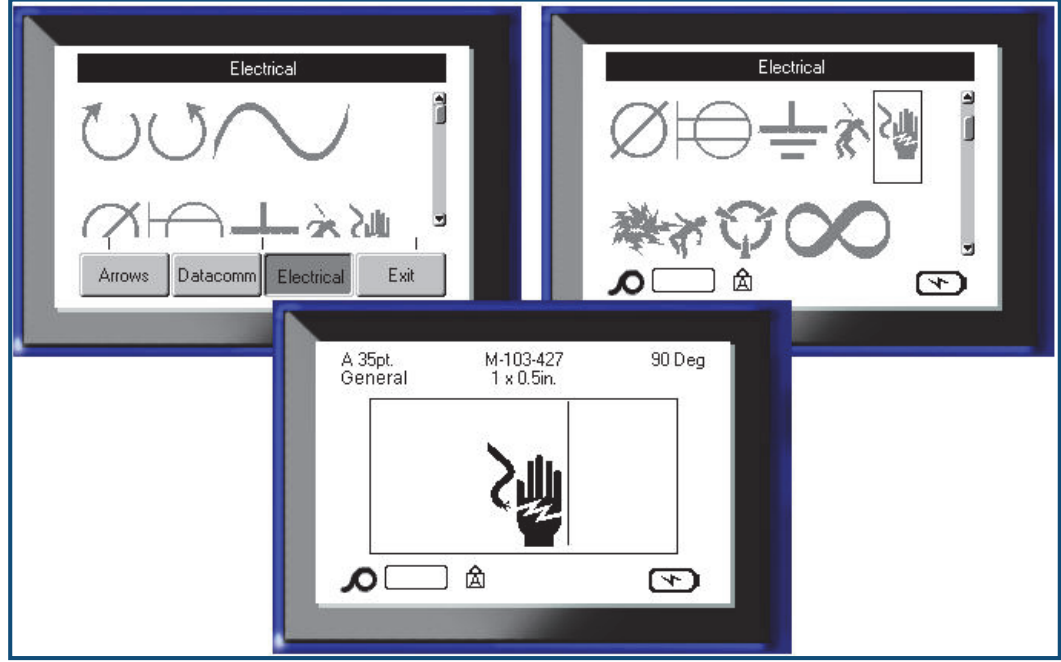 Electrical
Arrows Datacomm Electrical Exit
Electrical
A
A 35pt. M-103-427 90 Deg
General 1 x 0.5in.
A